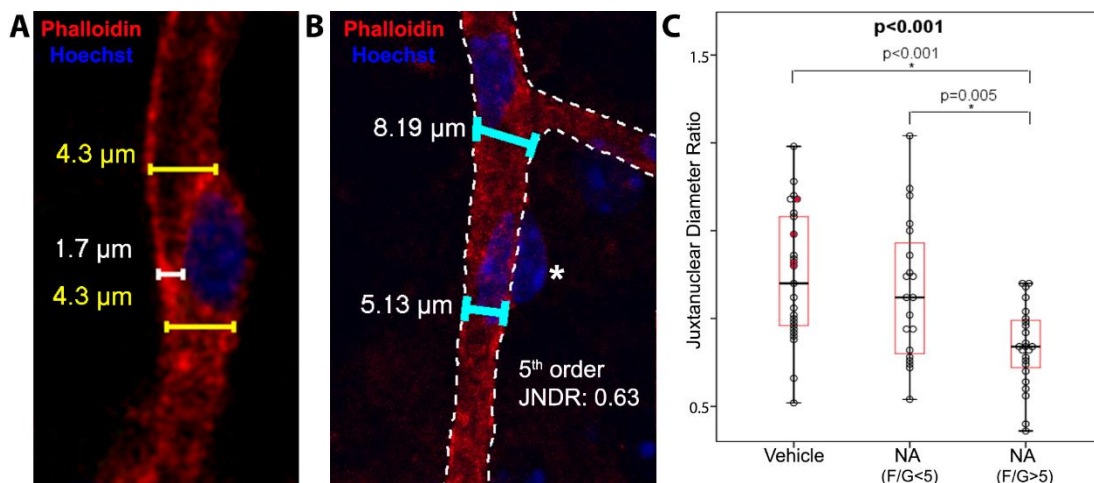 A
Phalloidin
Hoechst
4.3 µm
1.7 µm
4.3 µm
B
Phalloidin
Hoechst
8.19 µm
5.13 µm
*
5th order
JNDR: 0.63
C
p<0.001
p<0.001
*
p=0.005
*
Juxtanuclear Diameter Ratio
1.5
0.5
Vehicle
NA
(F/G<5)
NA
(F/G>5)